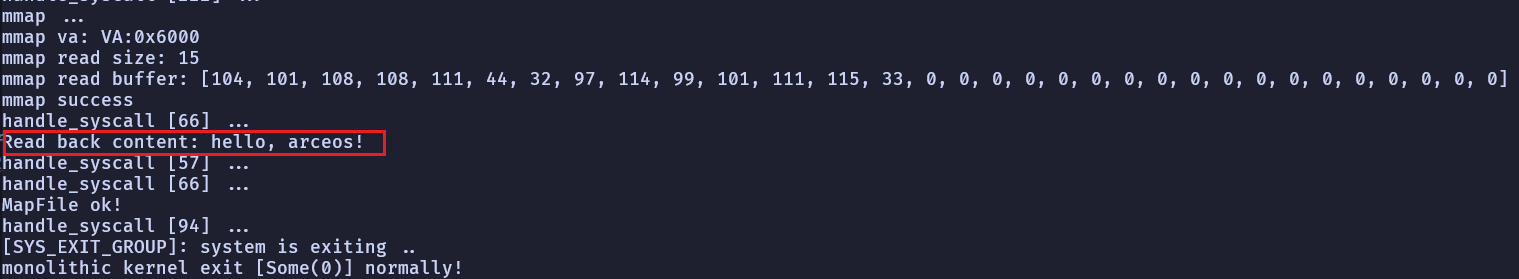 handle_syscall [222] ...
mmap ...
mmap va: VA:0x6000
mmap read size: 15
mmap read buffer: [104, 101, 108, 108, 111, 44, 32, 97, 114, 99, 101, 111, 115, 33, 0, 0, 0, 0, 0, 0, 0, 0, 0, 0, 0, 0, 0, 0, 0, 0, 0, 0]
mmap success
handle_syscall [66] ...
Read back content: hello, arceos!
handle_syscall [57] ...
handle_syscall [66] ...
MapFile ok!
handle_syscall [94] ...
[SYS_EXIT_GROUP]: system is exiting ..
monolithic kernel exit [Some(0)] normally!